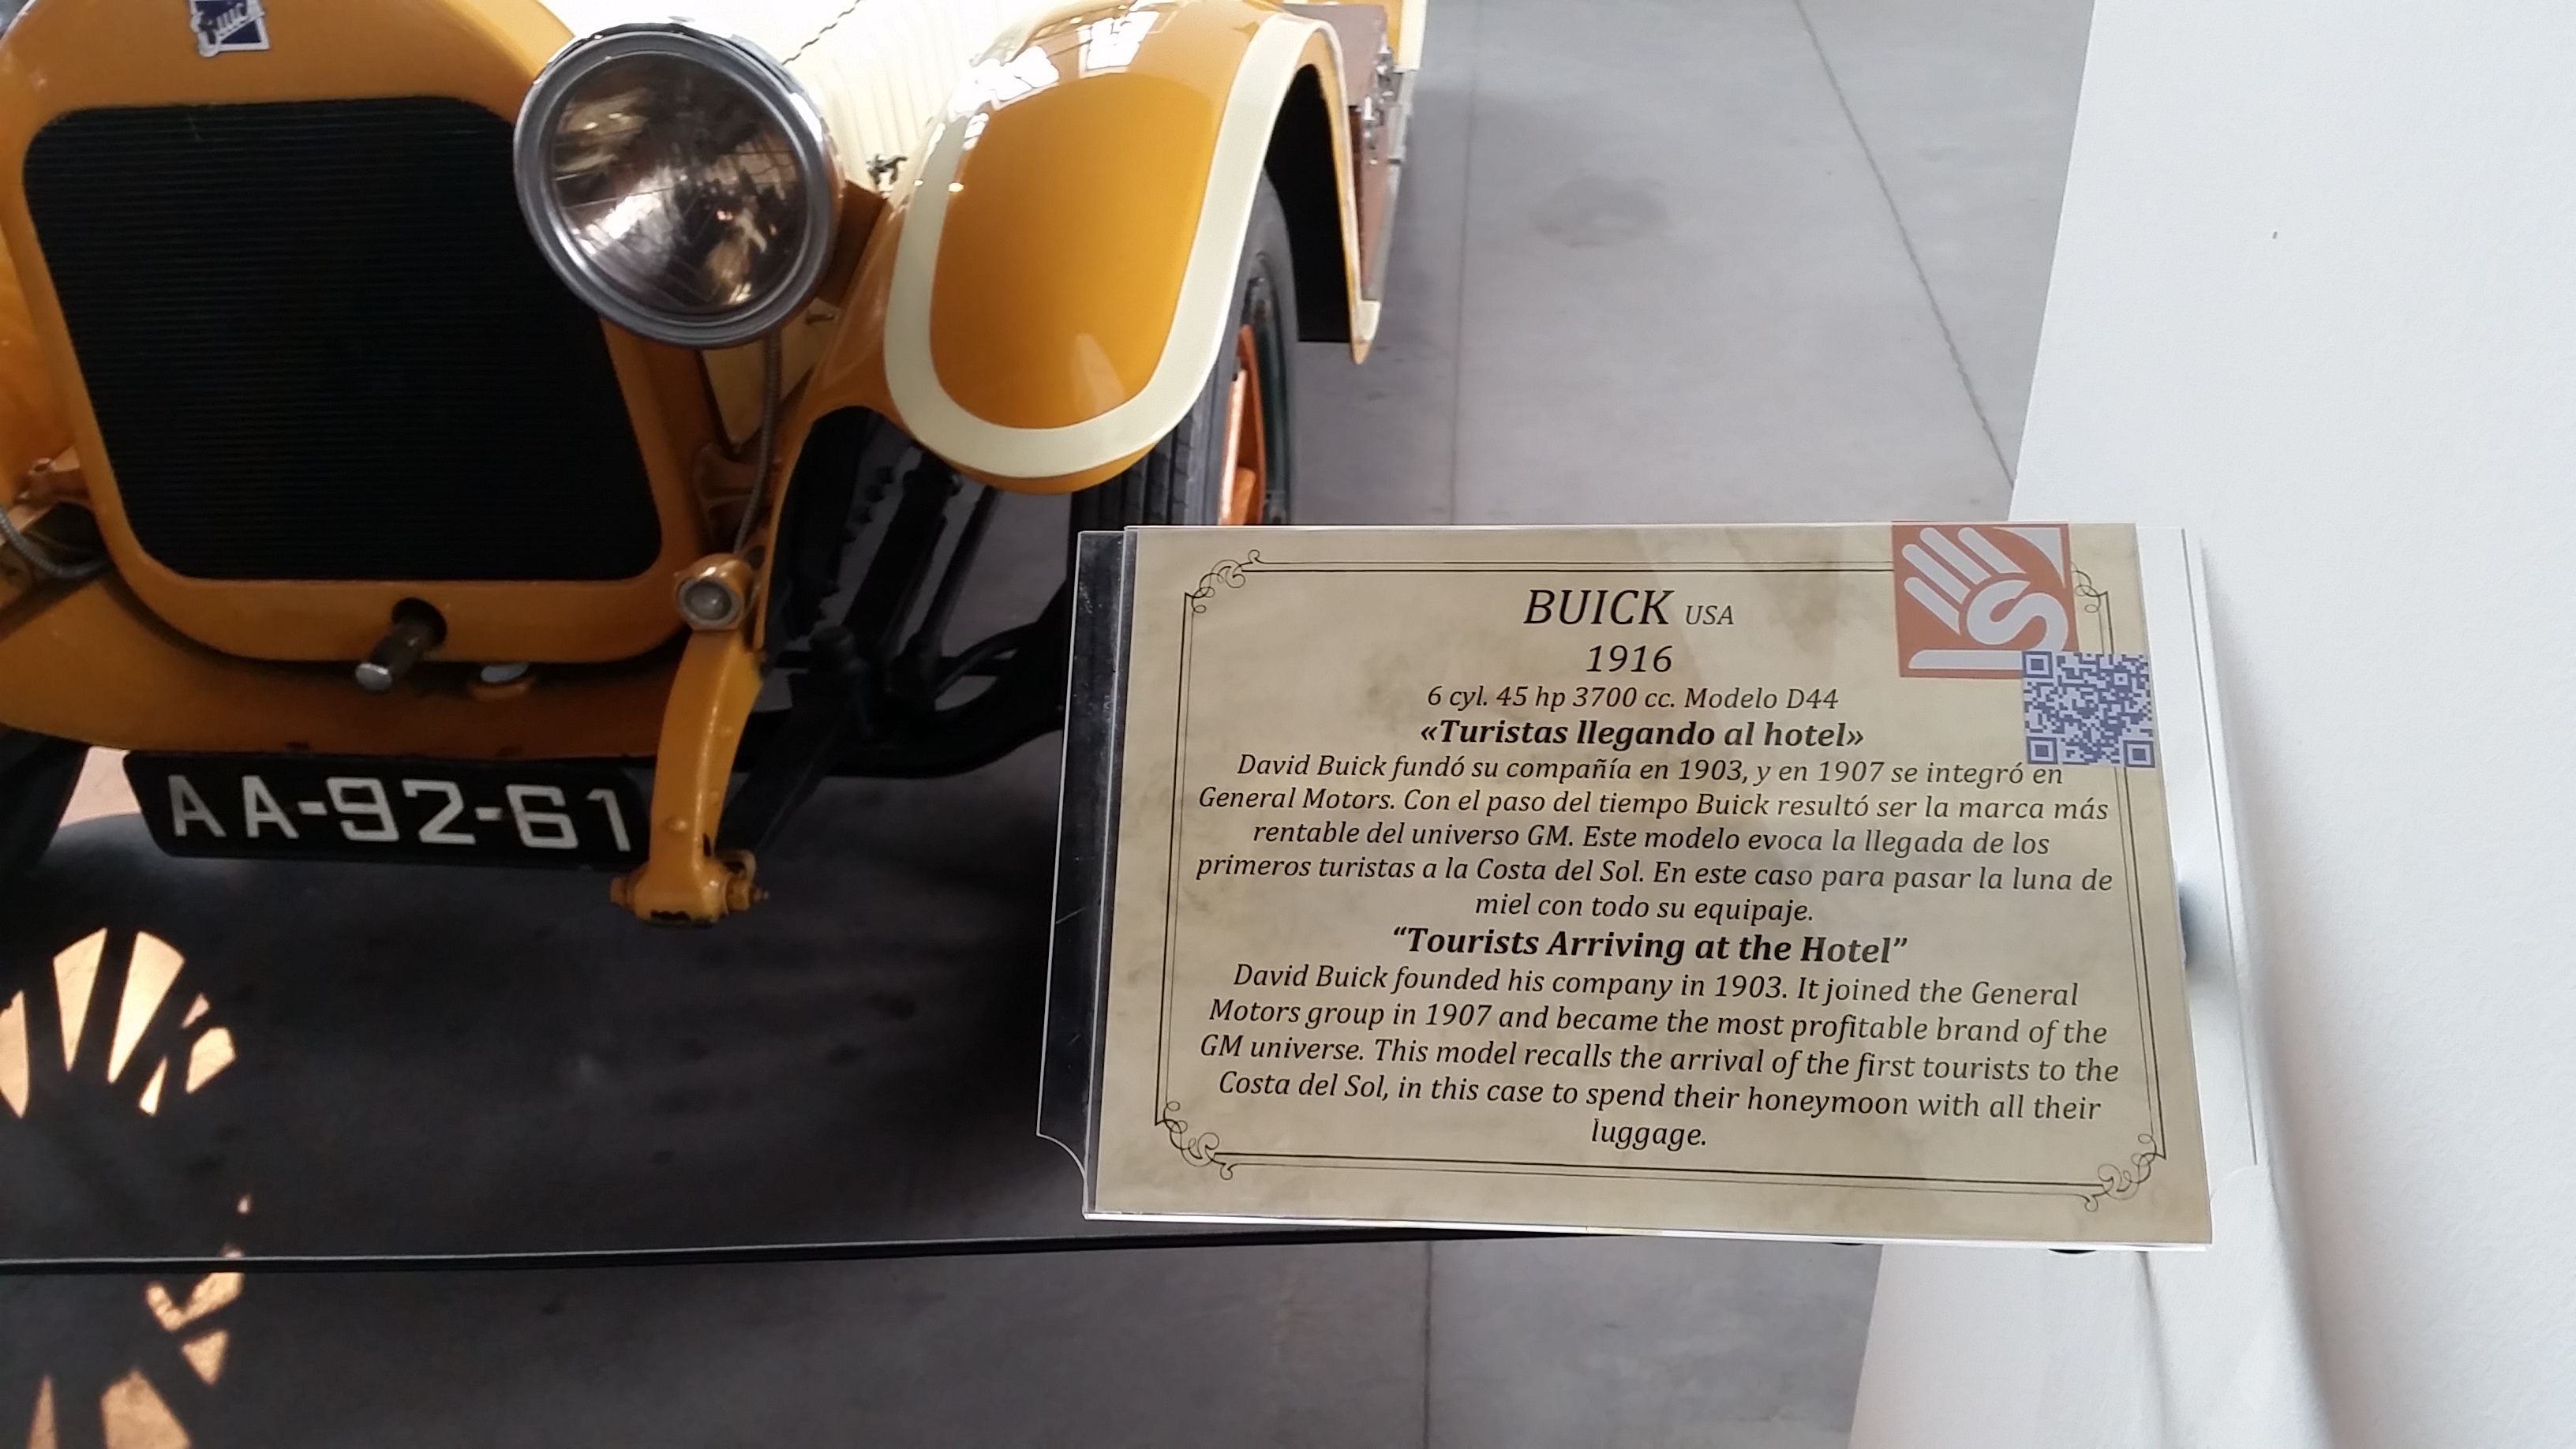 Buick
AA-92-61
BUICK USA
1916
6 cyl. 45 hp 3700 cc. Modelo D44
«Turistas llegando al hotel»
David Buick fundó su compañía en 1903, y en 1907 se integró en
General Motors. Con el paso del tiempo Buick resultó ser la marca más
rentable del universo GM. Este modelo evoca la llegada de los
primeros turistas a la Costa del Sol. En este caso para pasar la luna de
miel con todo su equipaje.
“Tourists Arriving at the Hotel”
David Buick founded his company in 1903. It joined the General
Motors group in 1907 and became the most profitable brand of the
GM universe. This model recalls the arrival of the first tourists to the
Costa del Sol, in this case to spend their honeymoon with all their
luggage.